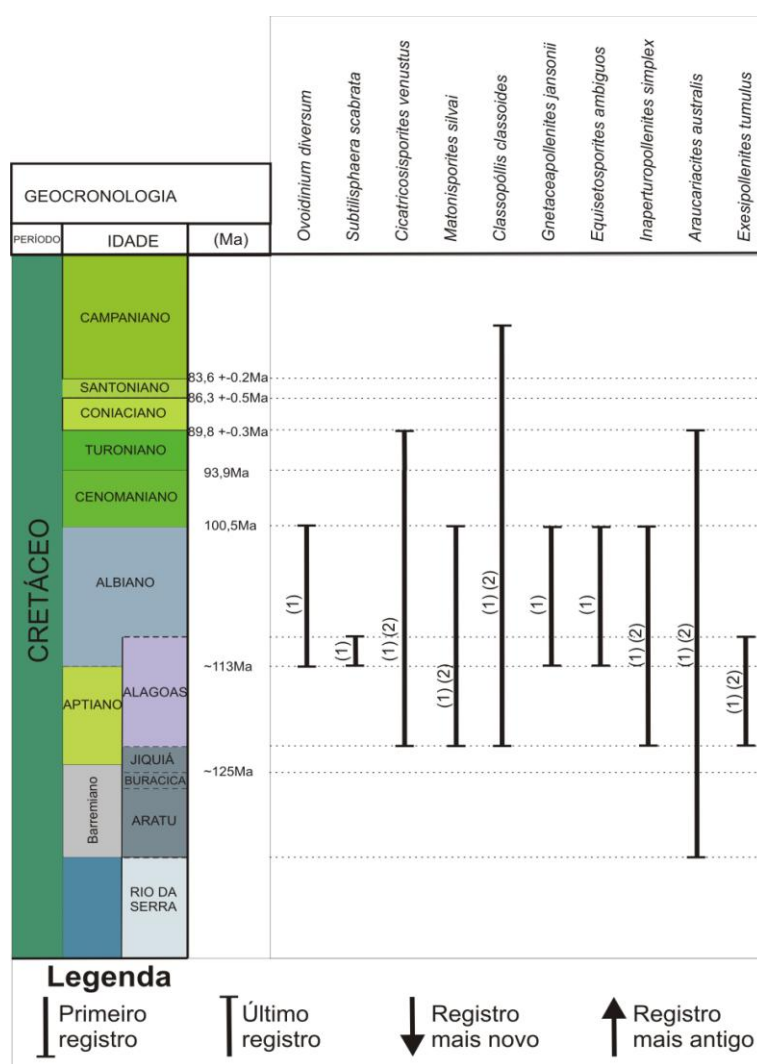 Ovoidinium diversum
Subtilisphaera scabrata
Cicatricosisporites venustus
Matonisporites silvai
Classopóllis classoides
Gnetaceapollenites jansonii
Equisetosporites ambiguos
Inaperturopollenites simplex
Araucariacites australis
Exesipollenites tumulus
GEOCRONOLOGIA
PERÍODO
IDADE
(Ma)
CRETÁCEO
CAMPANIANO
83,6 +-0.2Ma
SANTONIANO
86,3 +-0.5Ma
CONIACIANO
89,8 +-0.3Ma
TURONIANO
93,9Ma
CENOMANIANO
100,5Ma
ALBIANO
~113Ma
APTIANO
ALAGOAS
JIQUIÁ
~125Ma
BURACICA
Barremiano
ARATU
RIO DA
SERRA
(1)
(1)
(1) (2)
(1) (2)
(1) (2)
(1)
(1)
(1) (2)
(1) (2)
(1) (2)
Legenda
Primeiro
registro
Último
registro
Registro
mais novo
Registro
mais antigo